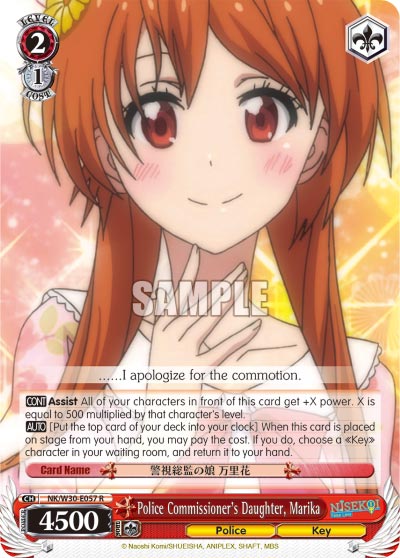 LEVEL
2
1
COST
SAMPLE
……I apologize for the commotion.
CONT Assist All of your characters in front of this card get +X power. X is
equal to 500 multiplied by that character's level.
AUTO [Put the top card of your deck into your clock] When this card is placed
on stage from your hand, you may pay the cost. If you do, choose a «Key»
character in your waiting room, and return it to your hand.
Card Name 警視総監の娘 万里花
CH NK/W30-E057 R
Police Commissioner's Daughter, Marika
NISEKOI
False Love
POWER
4500
SOUL
Police Key
© Naoshi Komi/SHUEISHA, ANIPLEX, SHAFT, MBS